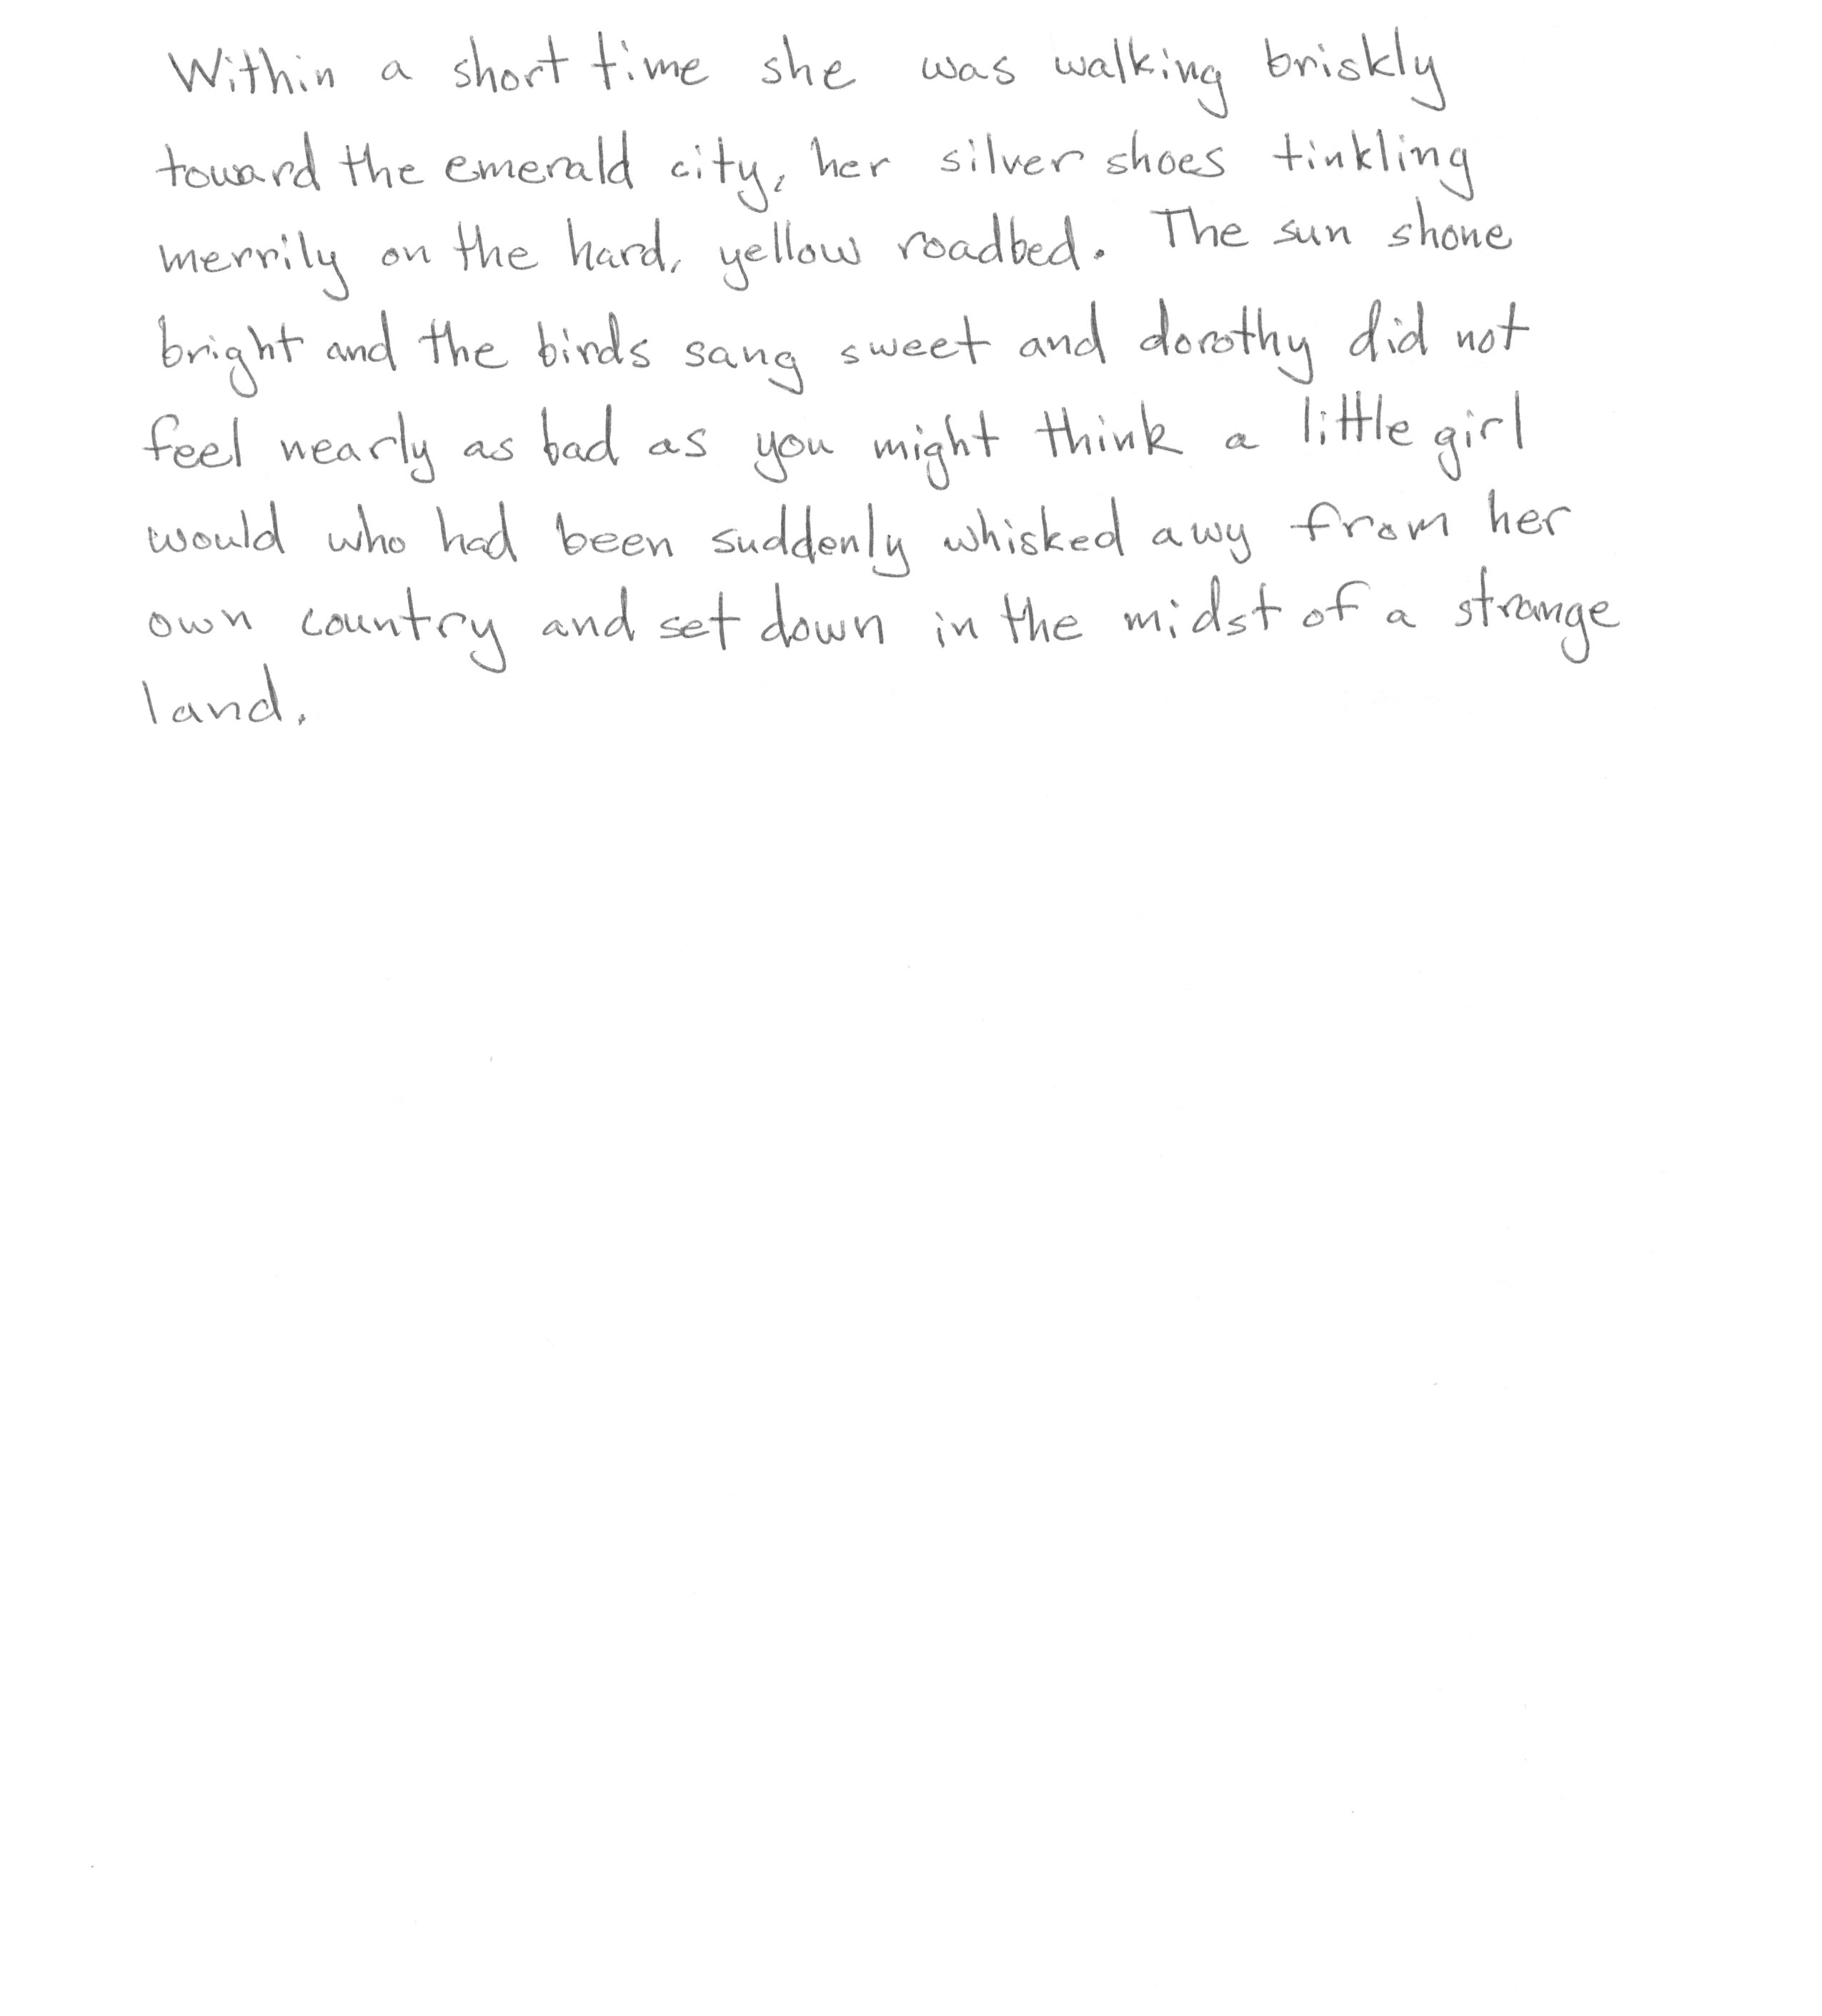 Within a short time she was walking briskly
toward the emerald city, her silver shoes tinkling
merrily on the hard, yellow roadbed. The sun shone
bright and the birds sang sweet and dorothy did not
feel nearly as bad as you might think a little girl
would who had been suddenly whisked awy from her
own country and set down in the midst of a strange
land.